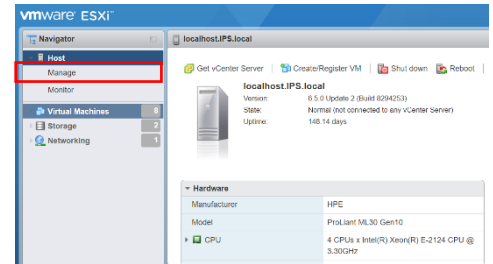 vmware ESXi™
Navigator
localhost.IPS.local
Host
Manage
Monitor
Virtual Machines 6
Storage 2
Networking 1
Get vCenter Server
Create/Register VM
Shut down
Reboot
localhost.IPS.local
Version: 6.5.0 Update 2 (Build 8294253)
State: Normal (not connected to any vCenter Server)
Uptime: 148.14 days
Hardware
Manufacturer HPE
Model ProLiant ML30 Gen10
CPU 4 CPUs x Intel(R) Xeon(R) E-2124 CPU @
3.30GHz